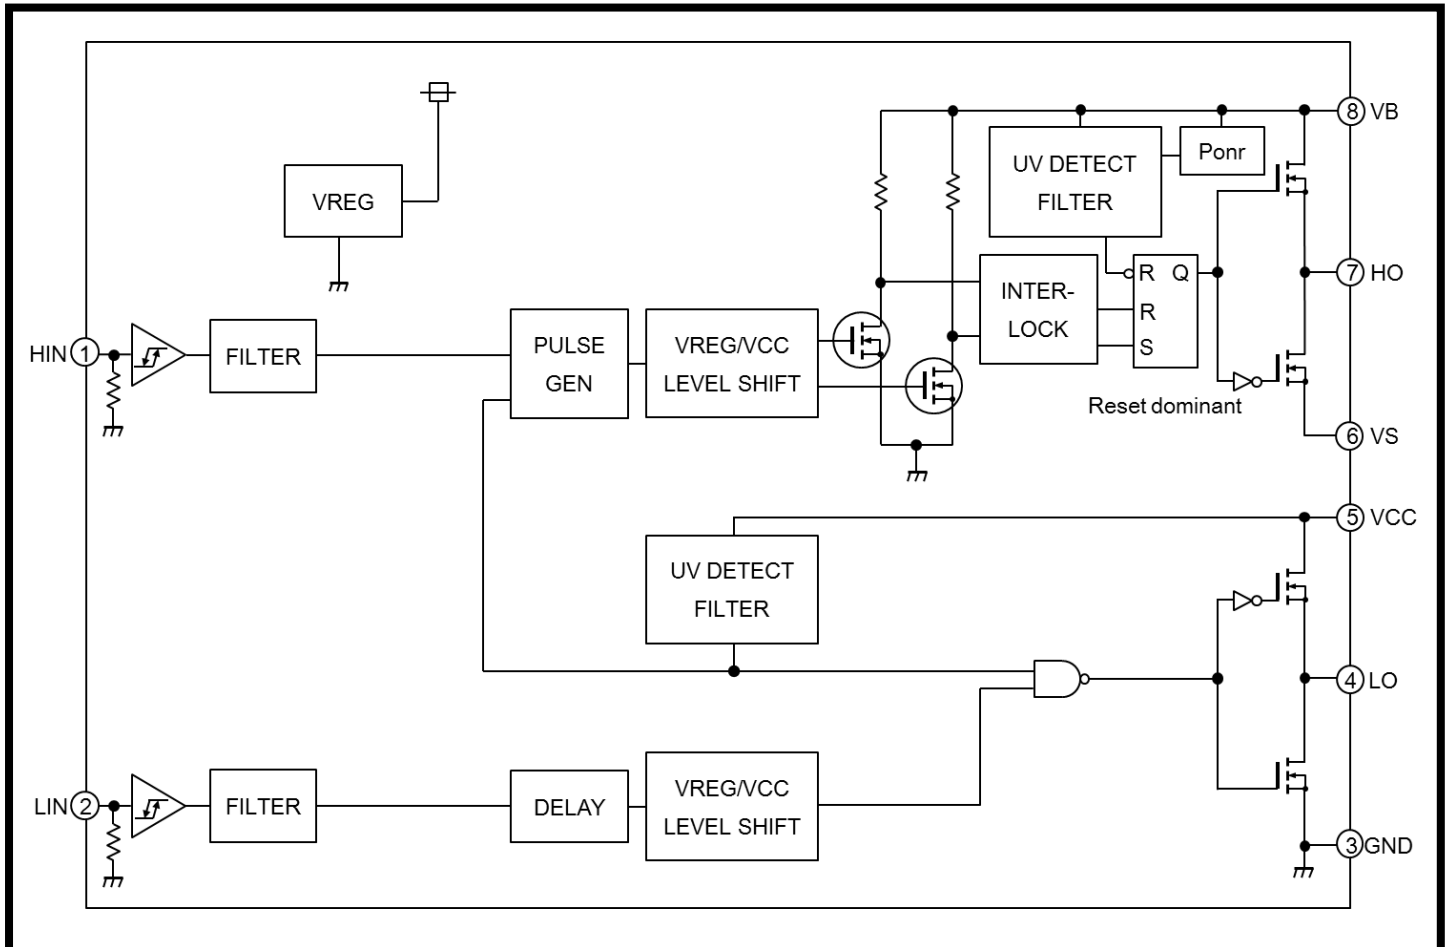 8 VB
UV DETECT
FILTER
Ponr
VREG
7 HO
R Q
INTER-
LOCK
R
S
HIN 1
FILTER
PULSE
GEN
VREG/VCC
LEVEL SHIFT
Reset dominant
6 VS
5 VCC
UV DETECT
FILTER
4 LO
LIN 2
FILTER
DELAY
VREG/VCC
LEVEL SHIFT
3 GND